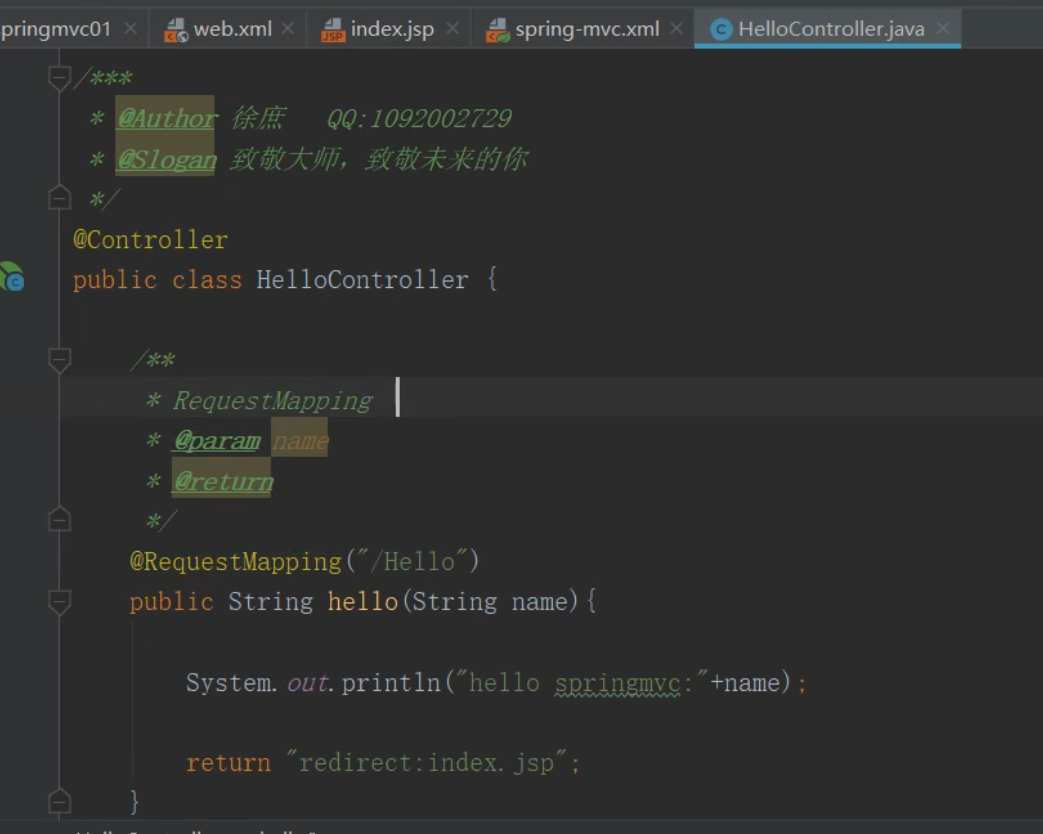 pringmvc01 × web.xml × index.jsp × spring-mvc.xml × HelloController.java ×
/***
* @Author 徐庶 QQ:1092002729
* @Slogan 致敬大师，致敬未来的你
*/
@Controller
public class HelloController {
/**
* RequestMapping
* @param name
* @return
*/
@RequestMapping("/Hello")
public String hello(String name){
System.out.println("hello springmvc:"+name);
return "redirect:index.jsp";
}